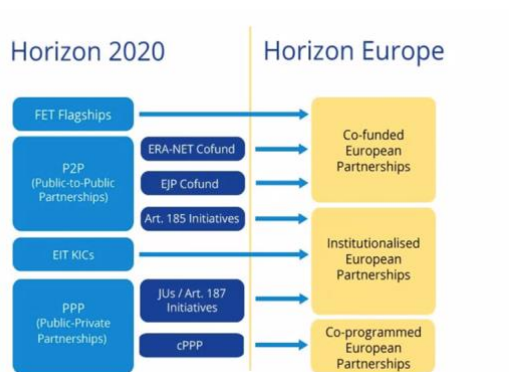 Horizon 2020
Horizon Europe
FET Flagships
P2P
(Public-to-Public
Partnerships)
ERA-NET Cofund
EJP Cofund
Art. 185 Initiatives
Co-funded
European
Partnerships
EIT KICs
Institutionalised
European
Partnerships
PPP
(Public-Private
Partnerships)
JUs / Art. 187
Initiatives
cPPP
Co-programmed
European
Partnerships